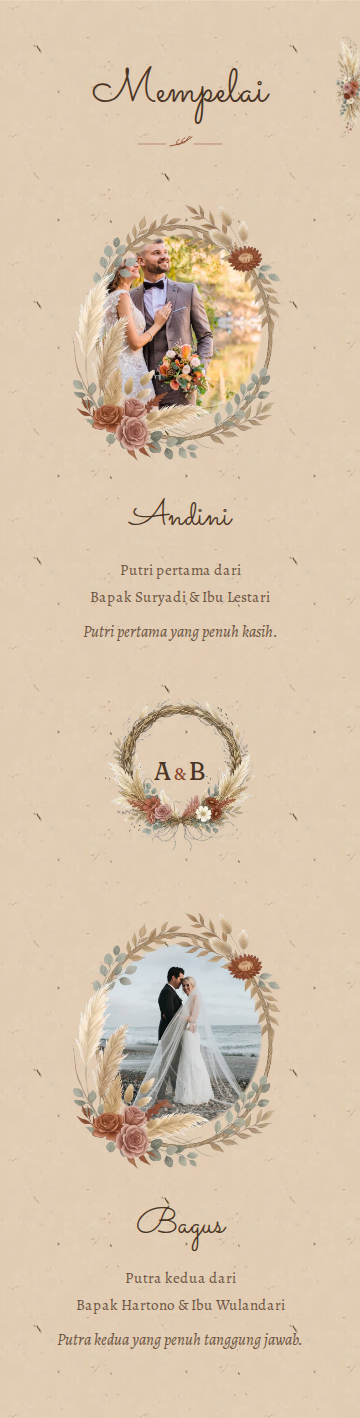 Mempelai
Andini
Putri pertama dari
Bapak Suryadi & Ibu Lestari
Putri pertama yang penuh kasih.
A & B
Bagus
Putra kedua dari
Bapak Hartono & Ibu Wulandari
Putra kedua yang penuh tanggung jawab.